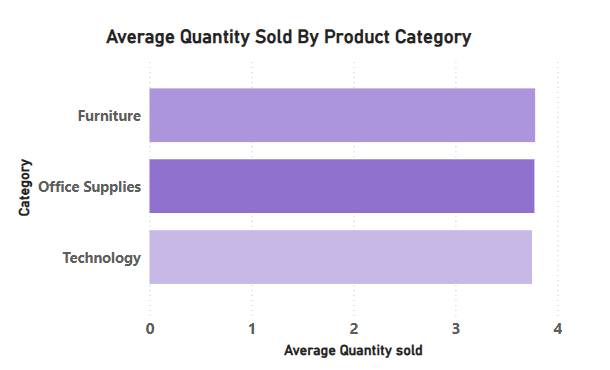 Average Quantity Sold By Product Category
Category
Furniture
Office Supplies
Technology
0 1 2 3 4
Average Quantity sold